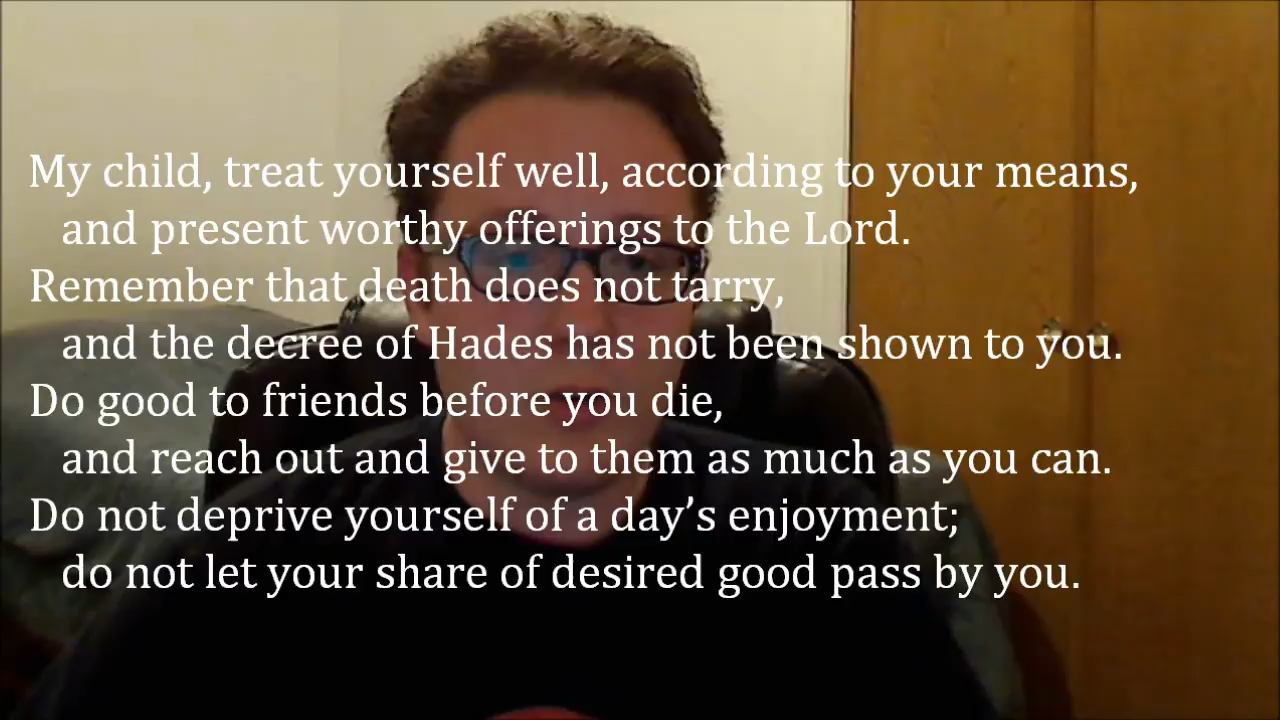 My child, treat yourself well, according to your means,
and present worthy offerings to the Lord.
Remember that death does not tarry,
and the decree of Hades has not been shown to you.
Do good to friends before you die,
and reach out and give to them as much as you can.
Do not deprive yourself of a day’s enjoyment;
do not let your share of desired good pass by you.